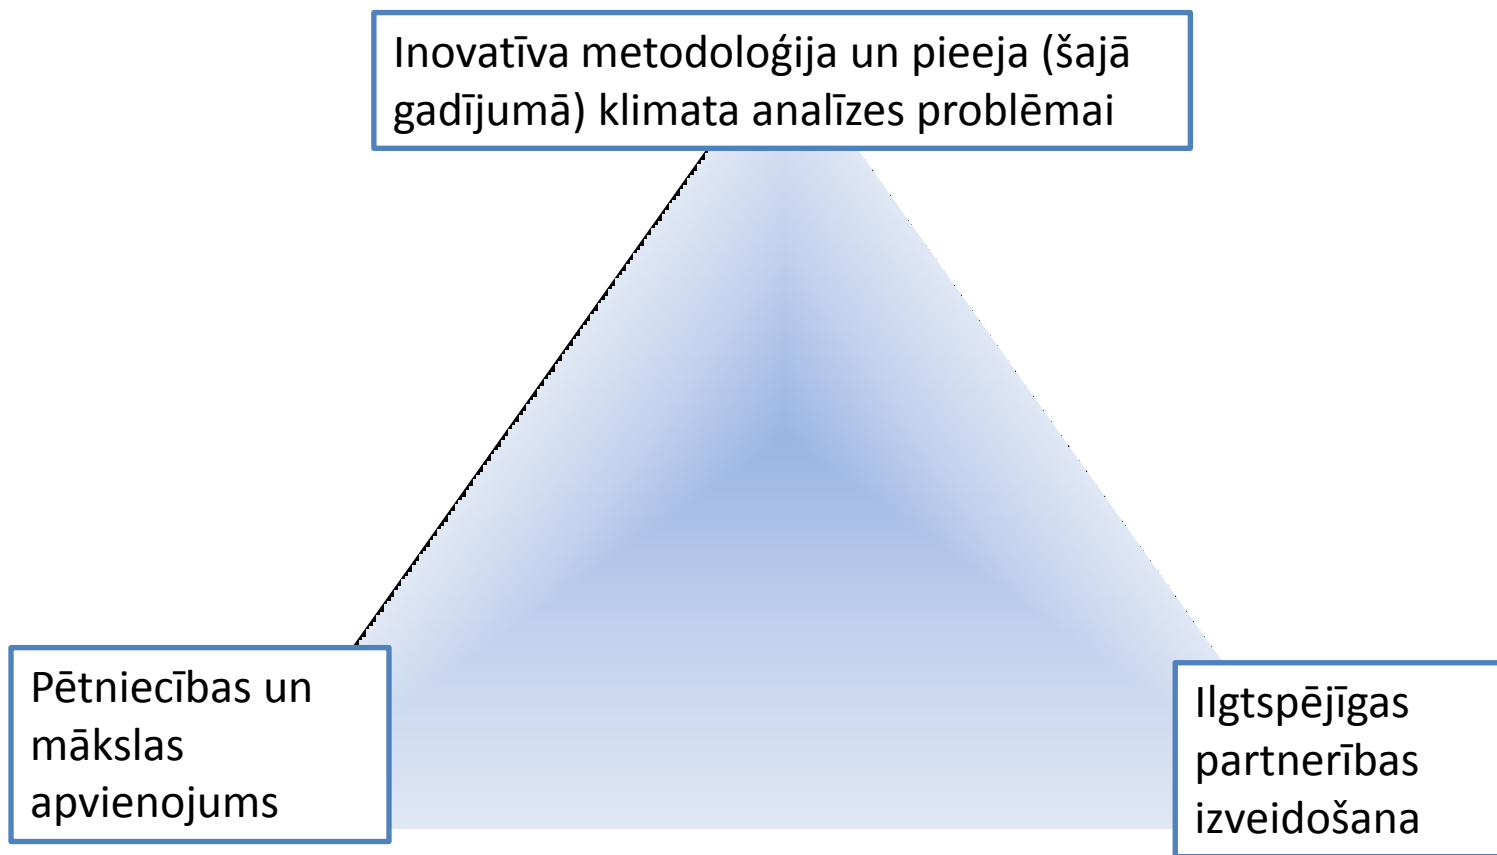 Inovatīva metodoloģija un pieeja (šajā
gadījumā) klimata analīzes problēmai
Pētniecības un
mākslas
apvienojums
Ilgtspējīgas
partnerības
izveidošana